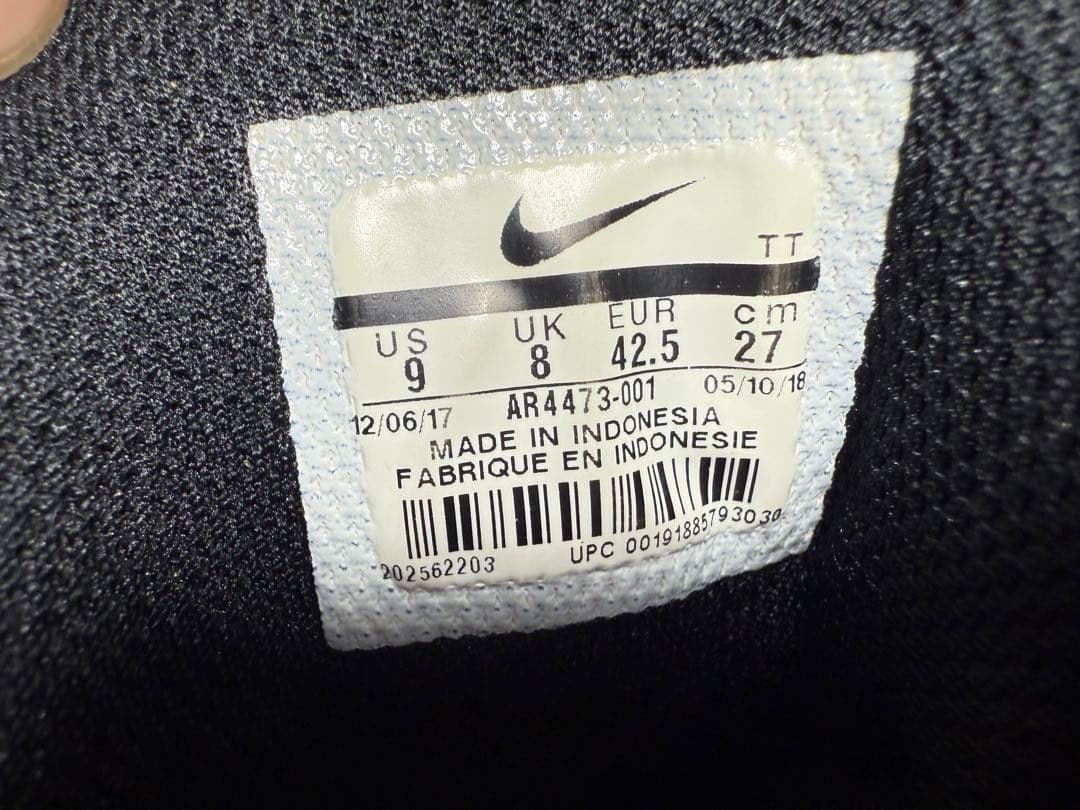 TT
US UK EUR cm
9 8 42.5 27
12/06/17 AR4473-001 05/10/18
MADE IN INDONESIA
FABRIQUE EN INDONESIE
202562203 UPC 00191885793030